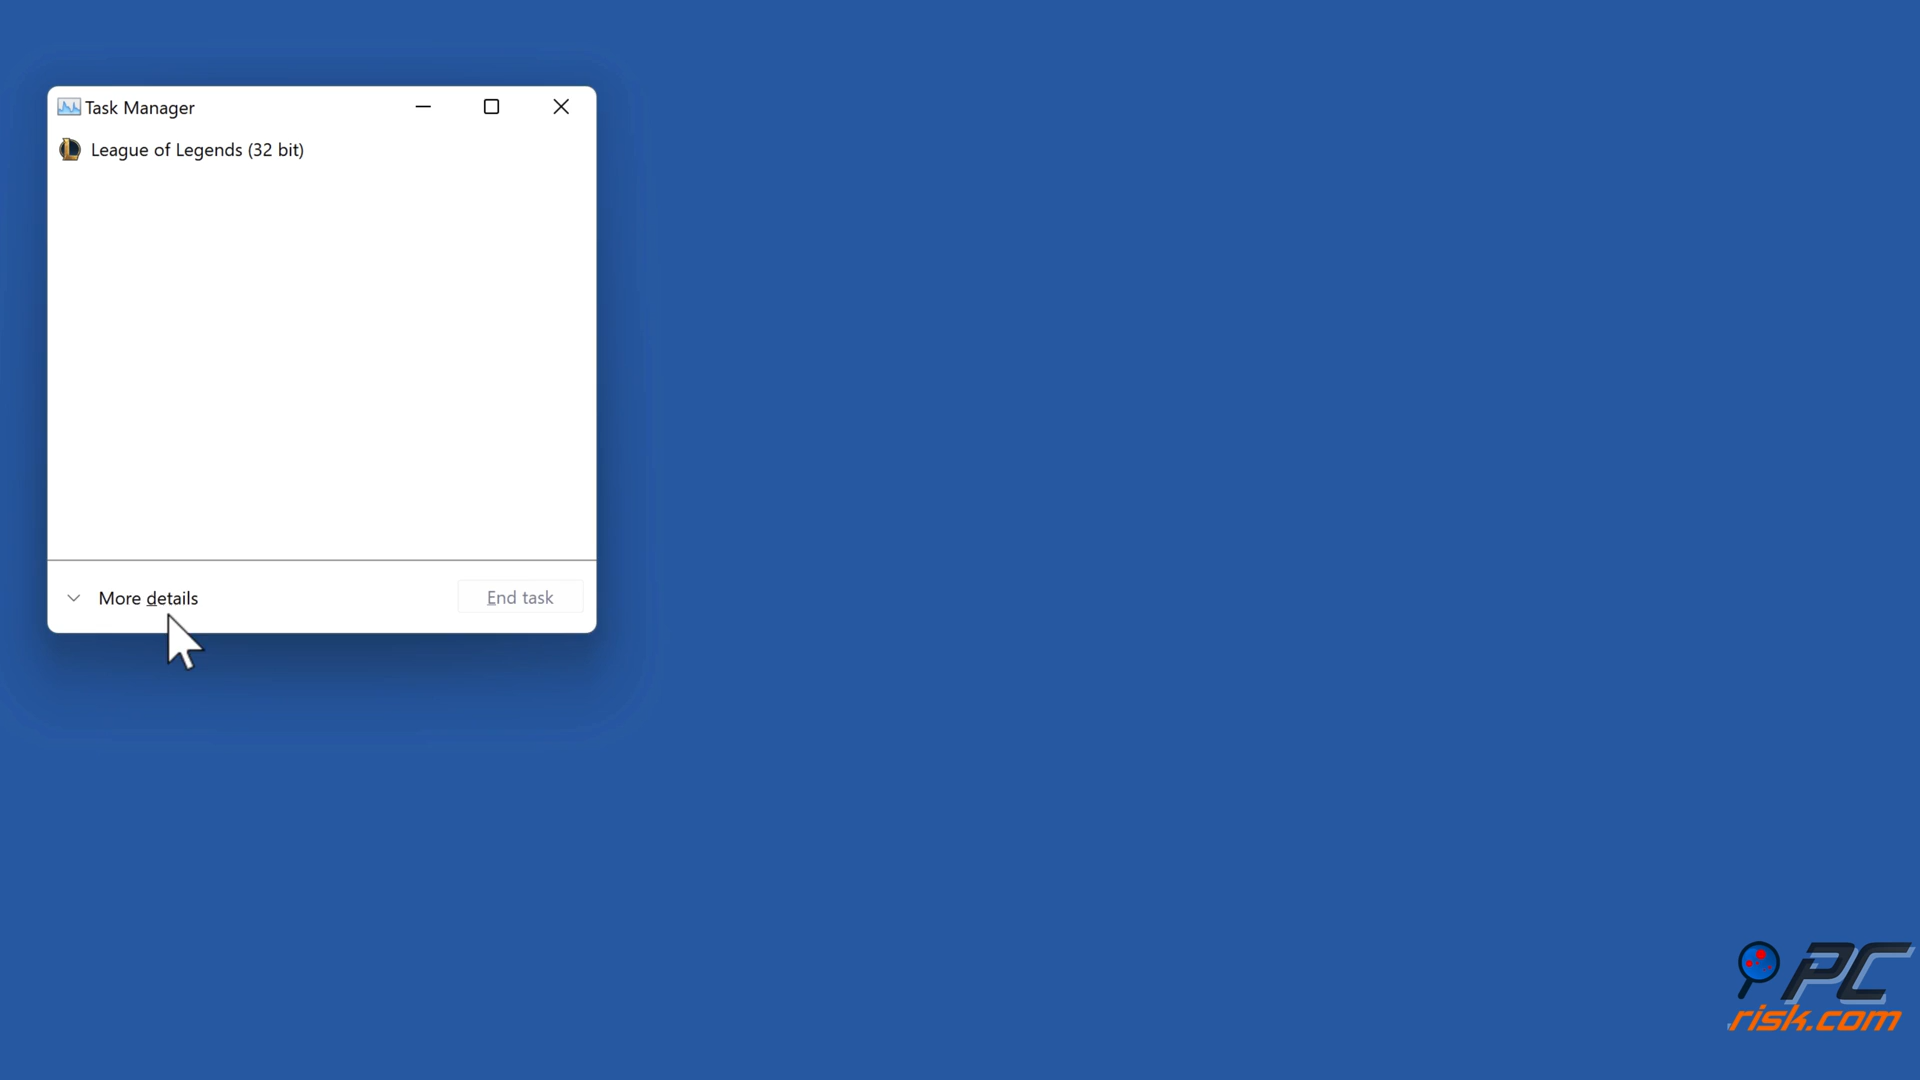 Task Manager
League of Legends (32 bit)
More details
End task
PC
risk.com